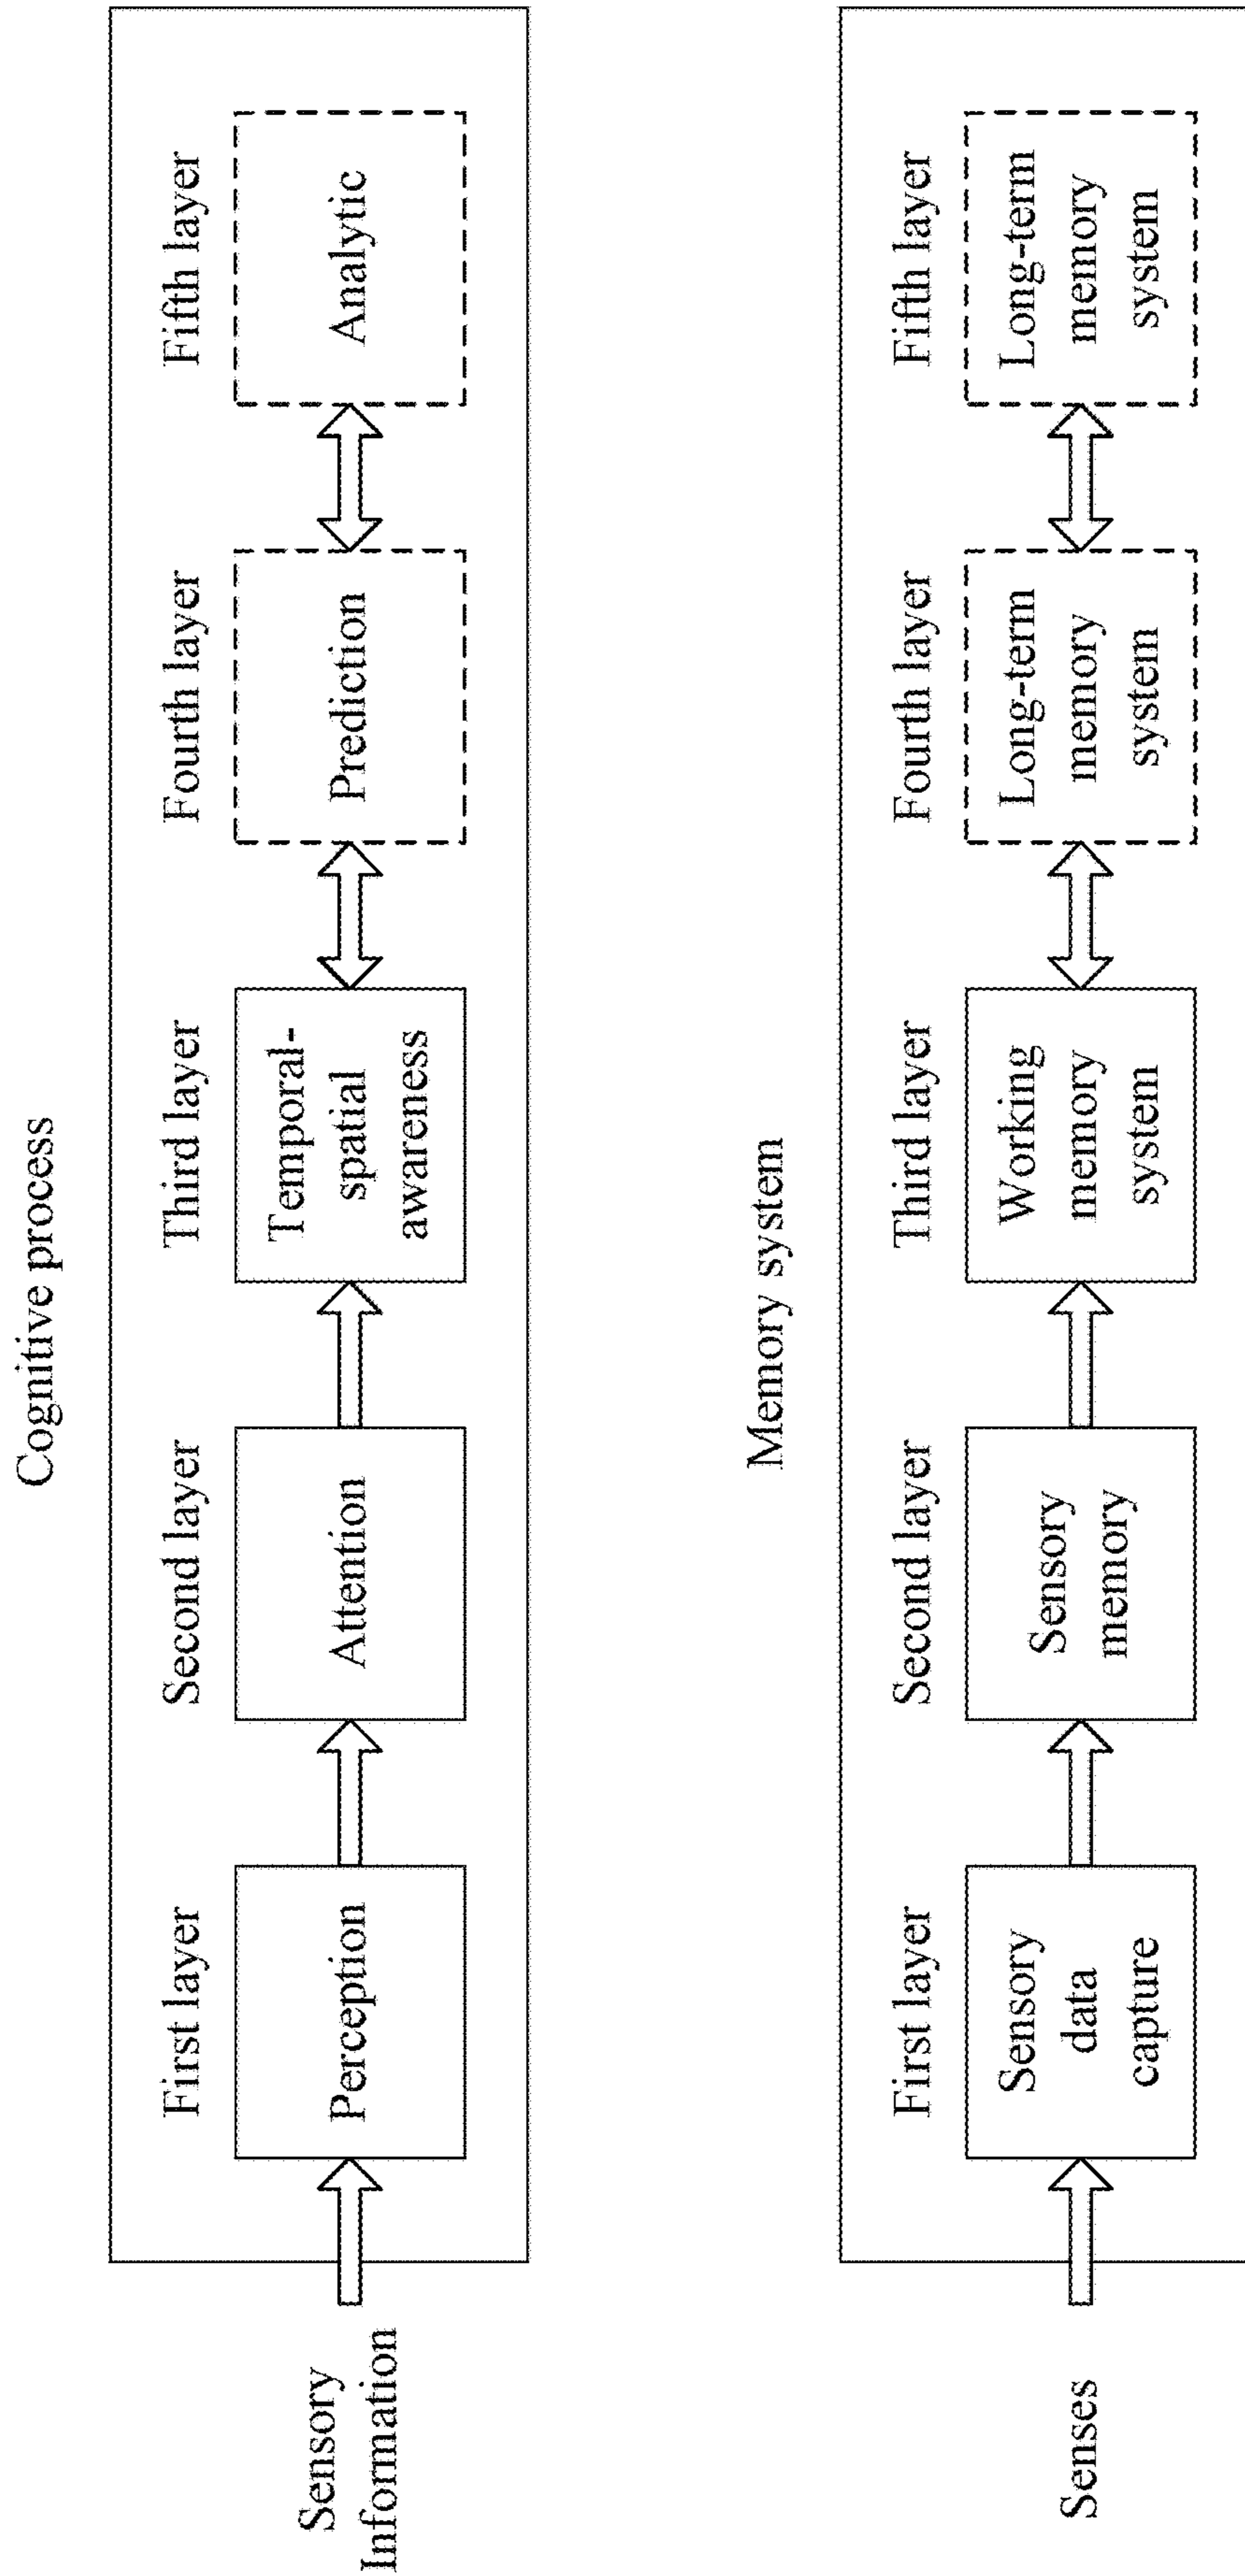 Cognitive process
First layer
Second layer
Third layer
Fourth layer
Fifth layer
Sensory
Information
Perception
Attention
Temporal-
spatial
awareness
Prediction
Analytic
Memory system
First layer
Second layer
Third layer
Fourth layer
Fifth layer
Senses
Sensory
data
capture
Sensory
memory
Working
memory
system
Long-term
memory
system
Long-term
memory
system